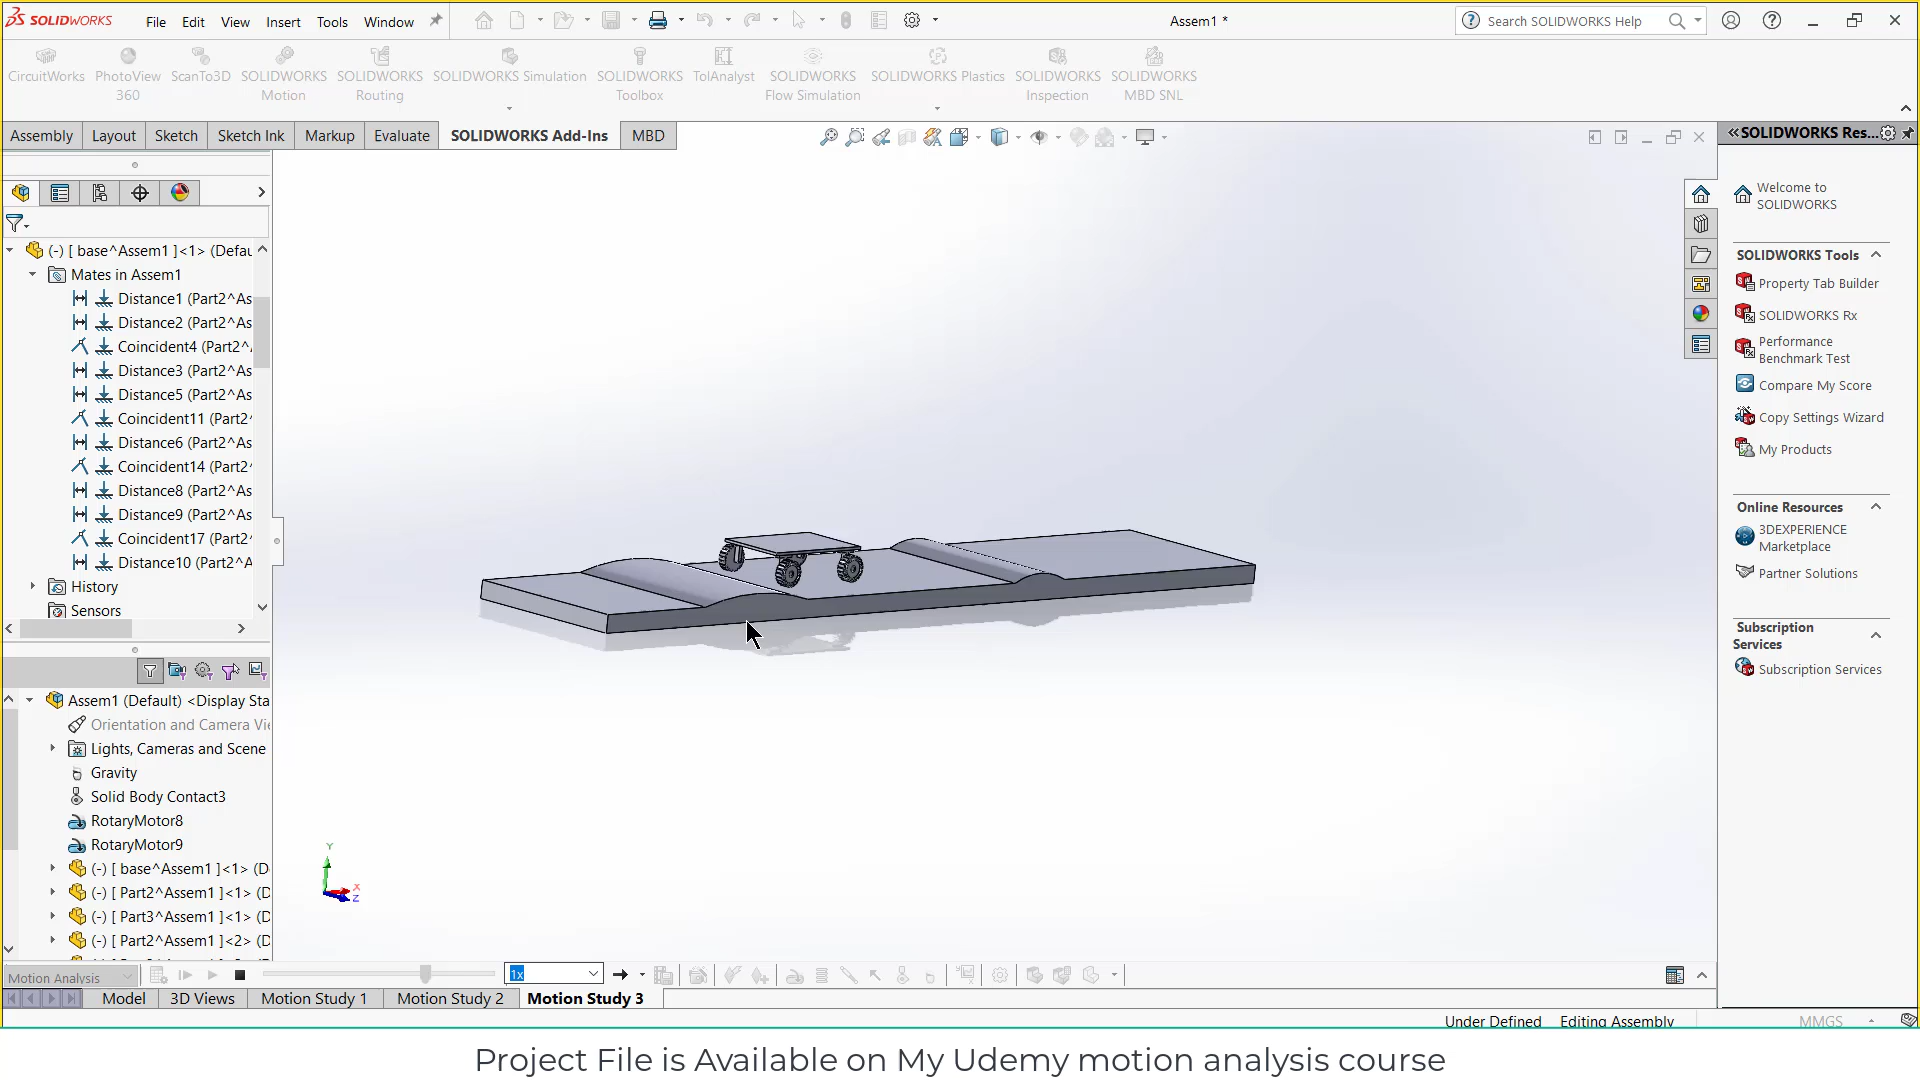 SOLIDWORKS File Edit View Insert Tools Window Assem1 * Search SOLIDWORKS Help
CircuitWorks PhotoView 360 ScanTo3D SOLIDWORKS Motion SOLIDWORKS Routing SOLIDWORKS Simulation SOLIDWORKS Toolbox TolAnalyst SOLIDWORKS Flow Simulation SOLIDWORKS Plastics SOLIDWORKS Inspection SOLIDWORKS MBD SNL
Assembly Layout Sketch Sketch Ink Markup Evaluate SOLIDWORKS Add-Ins MBD
(-) [ base^Assem1 ]<1> (Defau
Mates in Assem1
Distance1 (Part2^As
Distance2 (Part2^As
Coincident4 (Part2^
Distance3 (Part2^As
Distance5 (Part2^As
Coincident11 (Part2^
Distance6 (Part2^As
Coincident14 (Part2^
Distance8 (Part2^As
Distance9 (Part2^As
Coincident17 (Part2^
Distance10 (Part2^A
History
Sensors
Assem1 (Default) <Display Sta
Orientation and Camera Vie
Lights, Cameras and Scene
Gravity
Solid Body Contact3
RotaryMotor8
RotaryMotor9
(-) [ base^Assem1 ]<1> (D
(-) [ Part2^Assem1 ]<1> (D
(-) [ Part3^Assem1 ]<1> (D
(-) [ Part2^Assem1 ]<2> (D
Y
X
Z
SOLIDWORKS Res...
Welcome to
SOLIDWORKS
SOLIDWORKS Tools
Property Tab Builder
SOLIDWORKS Rx
Performance
Benchmark Test
Compare My Score
Copy Settings Wizard
My Products
Online Resources
3DEXPERIENCE
Marketplace
Partner Solutions
Subscription
Services
Subscription Services
Motion Analysis 1x
Model 3D Views Motion Study 1 Motion Study 2 Motion Study 3
Under Defined Editing Assembly MMGS
Project File is Available on My Udemy motion analysis course